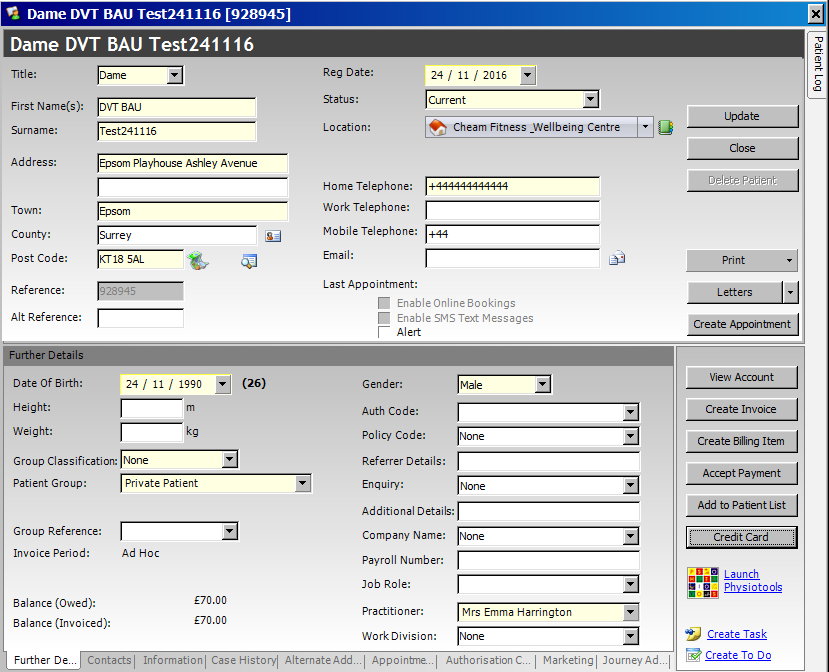 Dame DVT BAU Test241116 [928945]
Dame DVT BAU Test241116
Patient Log
Title: Dame
First Name(s): DVT BAU
Surname: Test241116
Address: Epsom Playhouse Ashley Avenue
Town: Epsom
County: Surrey
Post Code: KT18 5AL
Reference: 928945
Alt Reference:
Reg Date: 24 / 11 / 2016
Status: Current
Location: Cheam Fitness _Wellbeing Centre
Home Telephone: +444444444444
Work Telephone:
Mobile Telephone: +44
Email:
Last Appointment:
Enable Online Bookings
Enable SMS Text Messages
Alert
Update
Close
Delete Patient
Print
Letters
Create Appointment
Further Details
Date Of Birth: 24 / 11 / 1990 (26)
Height: m
Weight: kg
Group Classification: None
Patient Group: Private Patient
Group Reference:
Invoice Period: Ad Hoc
Balance (Owed): £70.00
Balance (Invoiced): £70.00
Gender: Male
Auth Code:
Policy Code: None
Referrer Details:
Enquiry: None
Additional Details:
Company Name: None
Payroll Number:
Job Role:
Practitioner: Mrs Emma Harrington
Work Division: None
View Account
Create Invoice
Create Billing Item
Accept Payment
Add to Patient List
Credit Card
Launch
Physiotools
Create Task
Create To Do
Further De... Contacts Information Case History Alternate Add... Appointme... Authorisation C... Marketing Journey Ad...